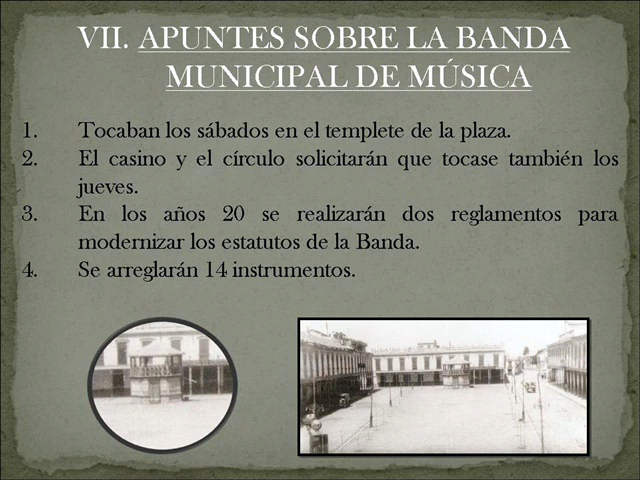 VII. APUNTES SOBRE LA BANDA
MUNICIPAL DE MÚSICA
1. Tocaban los sábados en el templete de la plaza.
2. El casino y el círculo solicitarán que tocase también los
jueves.
3. En los años 20 se realizarán dos reglamentos para
modernizar los estatutos de la Banda.
4. Se arreglarán 14 instrumentos.